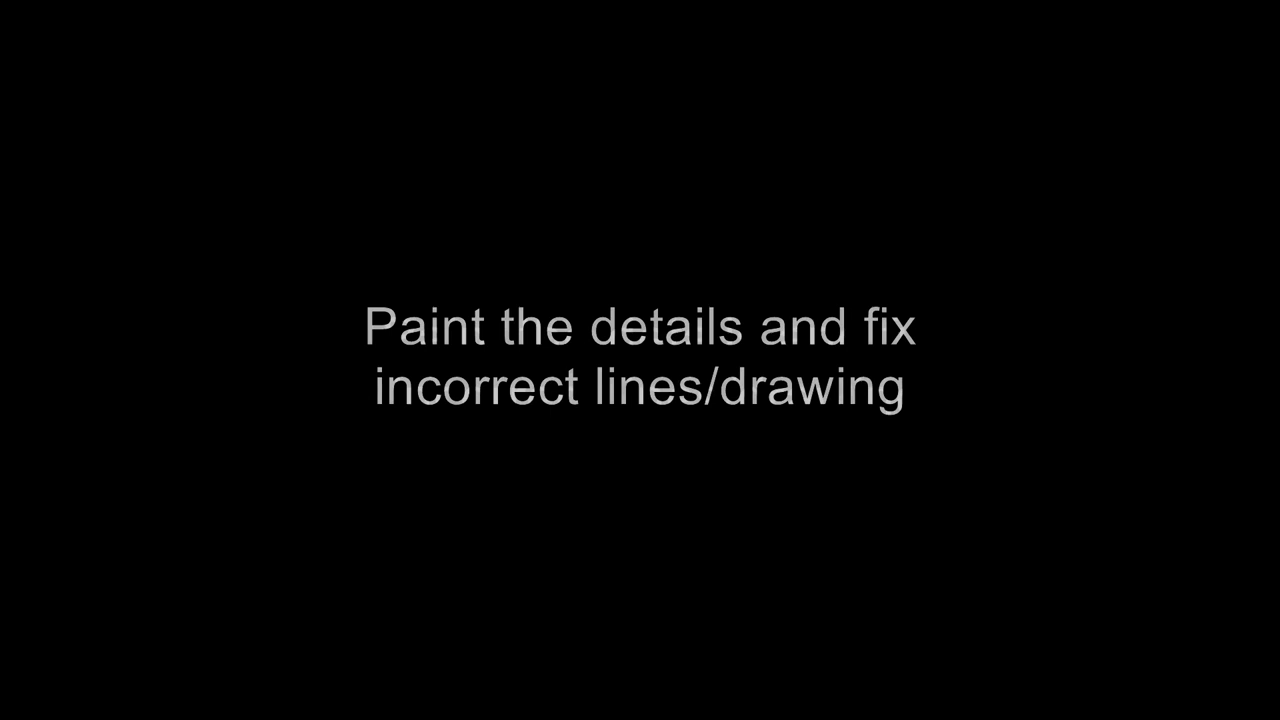 Paint the details and fix
incorrect lines/drawing